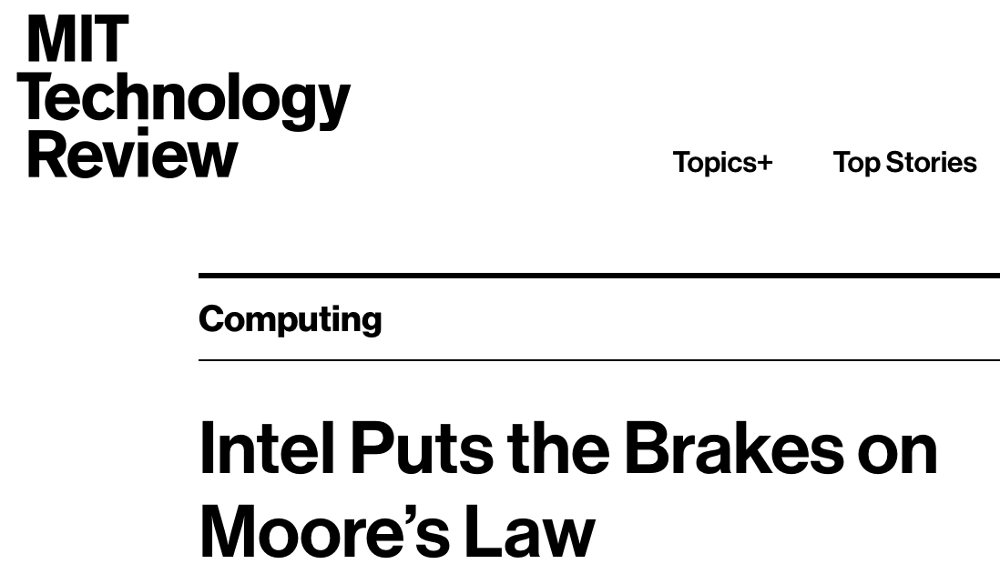 MIT
Technology
Review
Topics+ Top Stories
Computing
Intel Puts the Brakes on
Moore’s Law